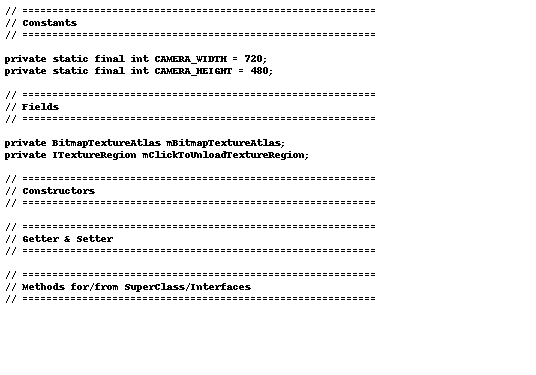 // ===========================================================
// Constants
// ===========================================================
private static final int CAMERA_WIDTH = 720;
private static final int CAMERA_HEIGHT = 480;
// ===========================================================
// Fields
// ===========================================================
private BitmapTextureAtlas mBitmapTextureAtlas;
private ITextureRegion mClickToUnloadTextureRegion;
// ===========================================================
// Constructors
// ===========================================================
// ===========================================================
// Getter & Setter
// ===========================================================
// ===========================================================
// Methods for/from SuperClass/Interfaces
// ===========================================================